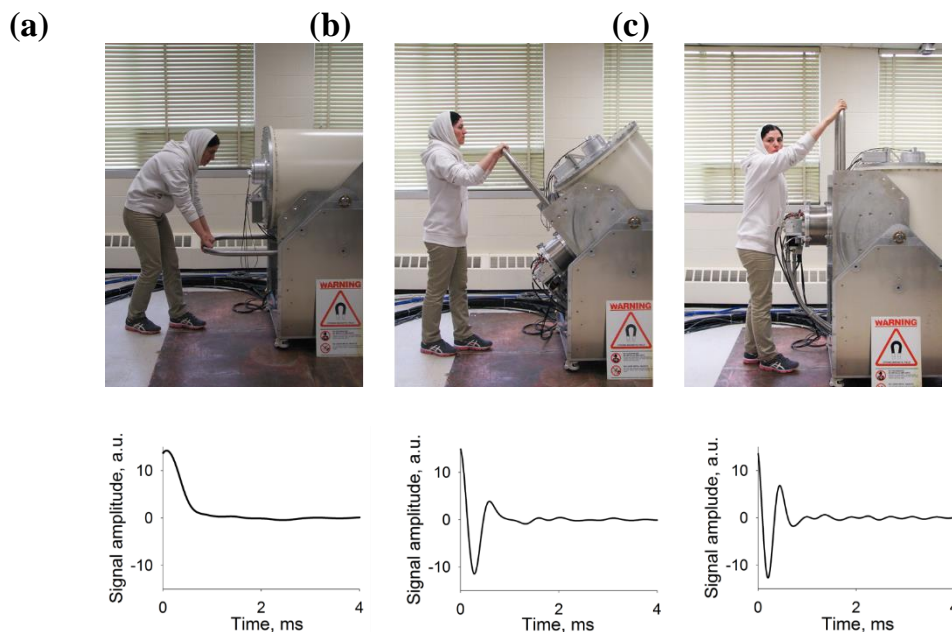 (a)
(b)
(c)
WARNING
WARNING
WARNING
Signal amplitude, a.u.
10
0
-10
0
2
4
Time, ms
Signal amplitude, a.u.
10
0
-10
0
2
4
Time, ms
Signal amplude, a.u.
10
0
-10
0
2
4
Time, ms